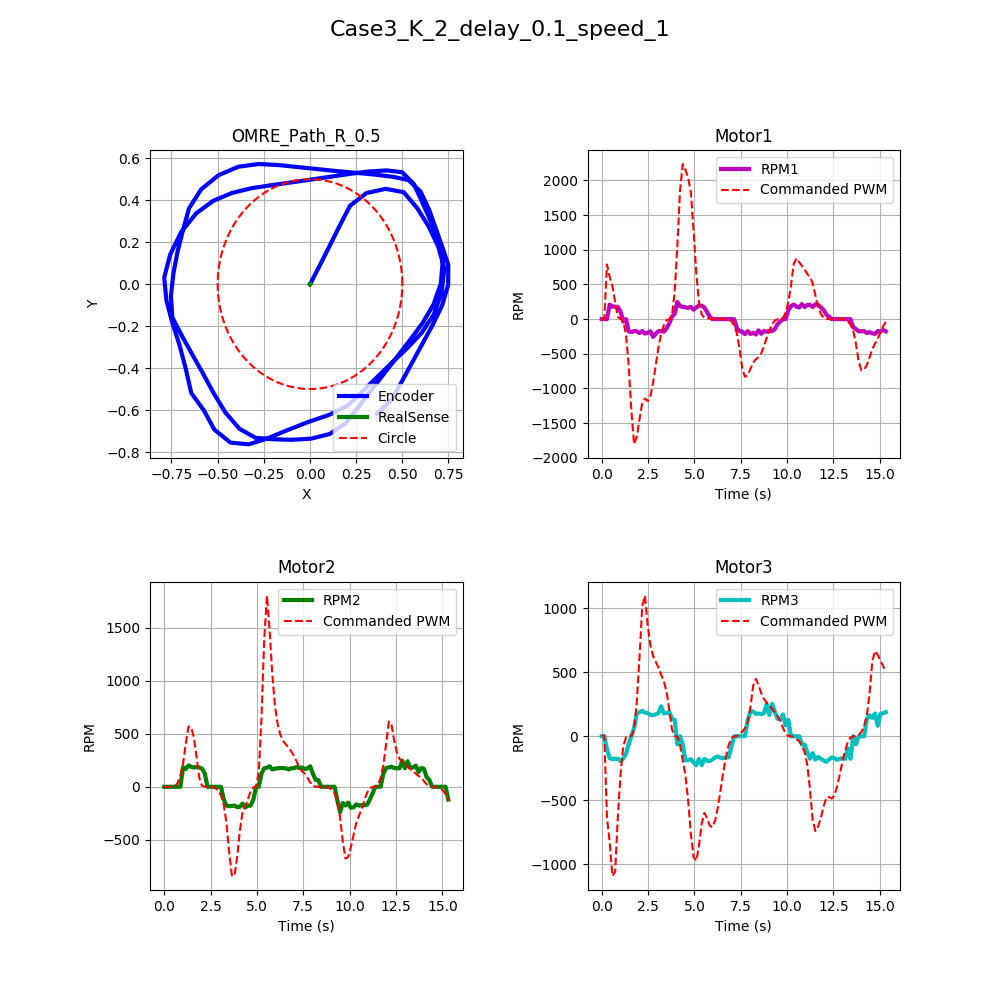 Case3_K_2_delay_0.1_speed_1
OMRE_Path_R_0.5
0.6
0.4
0.2
0.0
−0.2
−0.4
−0.6
−0.8
Y
Encoder
RealSense
Circle
−0.75 −0.50 −0.25 0.00 0.25 0.50 0.75
X
Motor1
2000
1500
1000
500
0
−500
−1000
−1500
−2000
RPM
RPM1
Commanded PWM
0.0 2.5 5.0 7.5 10.0 12.5 15.0
Time (s)
Motor2
1500
1000
500
0
−500
RPM
RPM2
Commanded PWM
0.0 2.5 5.0 7.5 10.0 12.5 15.0
Time (s)
Motor3
1000
500
0
−500
−1000
RPM
RPM3
Commanded PWM
0.0 2.5 5.0 7.5 10.0 12.5 15.0
Time (s)